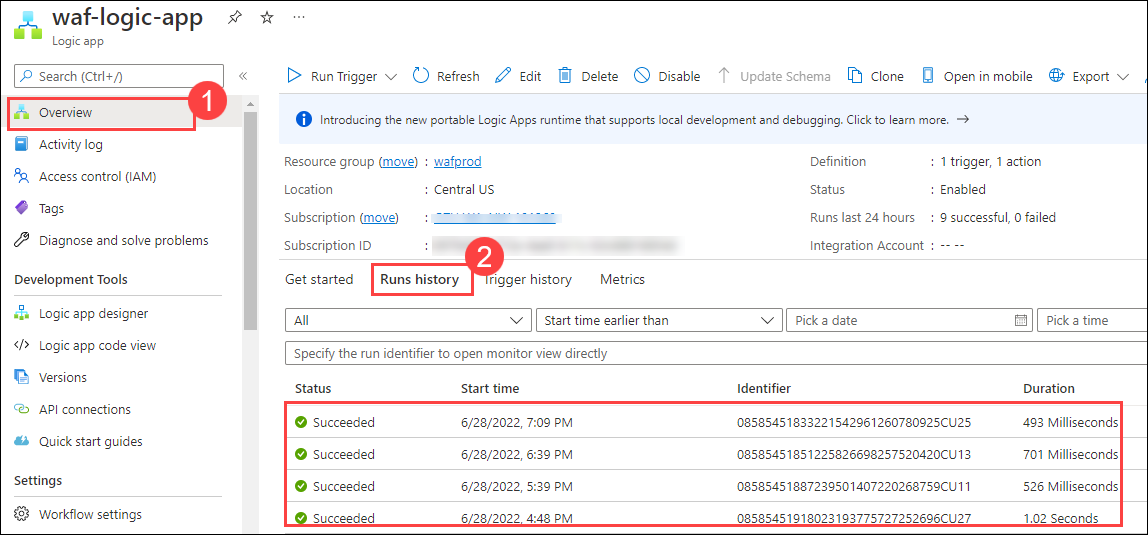 waf-logic-app
Logic app
Search (Ctrl+/)
1
Overview
Activity log
Access control (IAM)
Tags
Diagnose and solve problems
Development Tools
Logic app designer
Logic app code view
Versions
API connections
Quick start guides
Settings
Workflow settings
Run Trigger Refresh Edit Delete Disable Update Schema Clone Open in mobile Export
Introducing the new portable Logic Apps runtime that supports local development and debugging. Click to learn more. →
Resource group (move) : wafprod
Location : Central US
Subscription (move) :
Subscription ID :
Definition : 1 trigger, 1 action
Status : Enabled
Runs last 24 hours : 9 successful, 0 failed
Integration Account : -- --
2
Get started Runs history Trigger history Metrics
All Start time earlier than Pick a date Pick a time
Specify the run identifier to open monitor view directly
Status Start time Identifier Duration
Succeeded 6/28/2022, 7:09 PM 08585451833221542961260780925CU25 493 Milliseconds
Succeeded 6/28/2022, 6:39 PM 08585451851225826698257520420CU13 701 Milliseconds
Succeeded 6/28/2022, 5:39 PM 08585451887239501407220268759CU11 526 Milliseconds
Succeeded 6/28/2022, 4:48 PM 08585451918023193775727252696CU27 1.02 Seconds